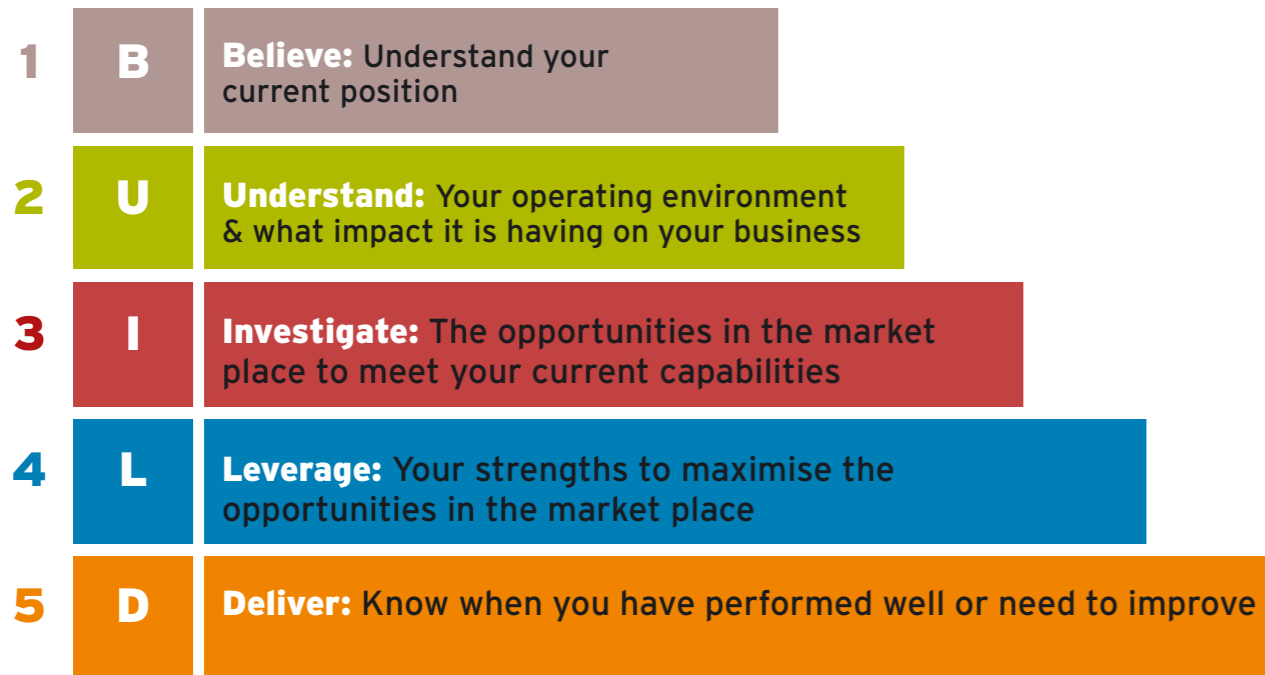 1 B Believe: Understand your
current position
2 U Understand: Your operating environment
& what impact it is having on your business
3 I Investigate: The opportunities in the market
place to meet your current capabilities
4 L Leverage: Your strengths to maximise the
opportunities in the market place
5 D Deliver: Know when you have performed well or need to improve